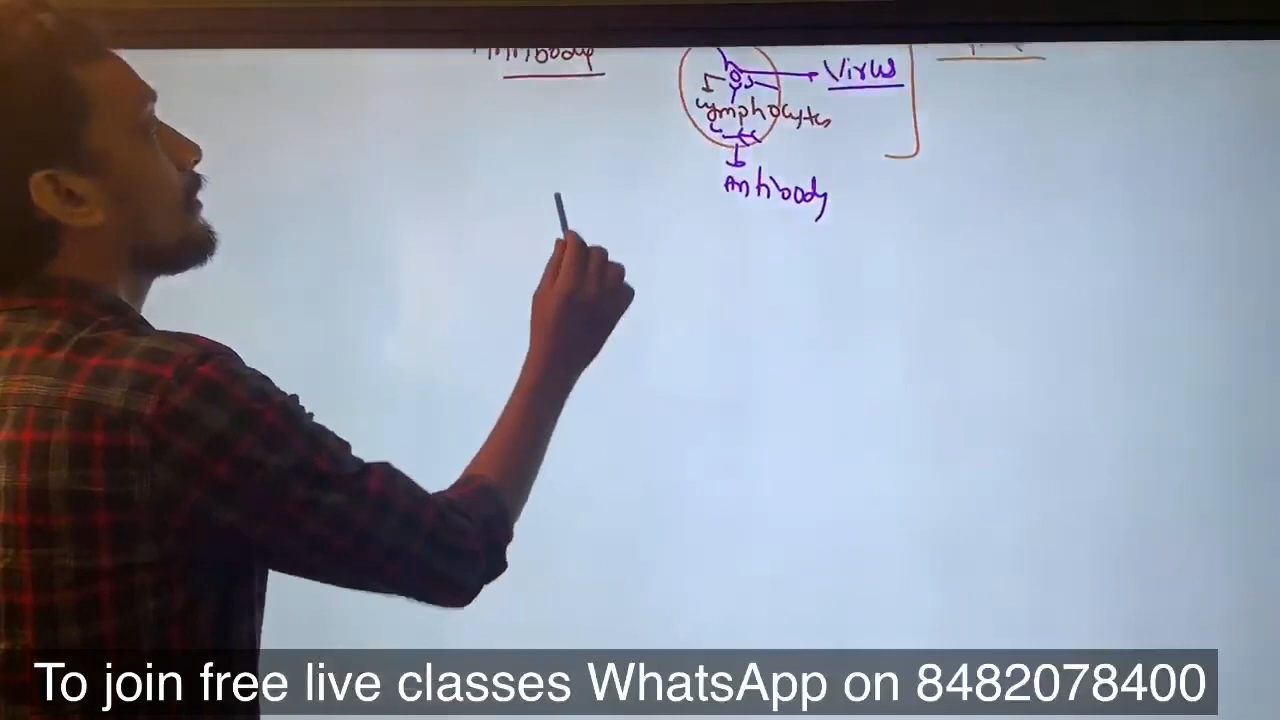 Antibody
Virus
Lymphocytes
Antibody
To join free live classes WhatsApp on 8482078400